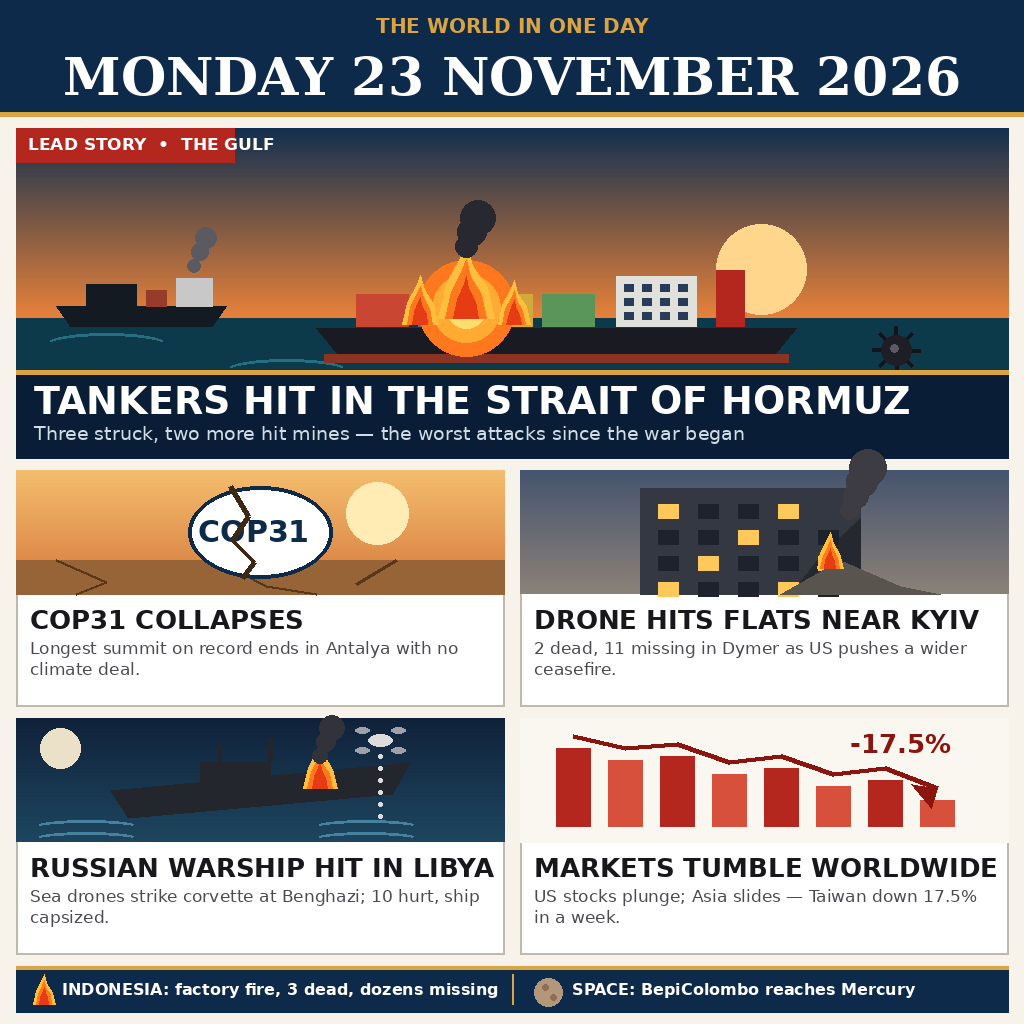 THE WORLD IN ONE DAY
MONDAY 23 NOVEMBER 2026
LEAD STORY • THE GULF
TANKERS HIT IN THE STRAIT OF HORMUZ
Three struck, two more hit mines — the worst attacks since the war began
COP31
COP31 COLLAPSES
Longest summit on record ends in Antalya with no
climate deal.
DRONE HITS FLATS NEAR KYIV
2 dead, 11 missing in Dymer as US pushes a wider
ceasefire.
RUSSIAN WARSHIP HIT IN LIBYA
Sea drones strike corvette at Benghazi; 10 hurt, ship
capsized.
-17.5%
MARKETS TUMBLE WORLDWIDE
US stocks plunge; Asia slides — Taiwan down 17.5%
in a week.
INDONESIA: factory fire, 3 dead, dozens missing
SPACE: BepiColombo reaches Mercury